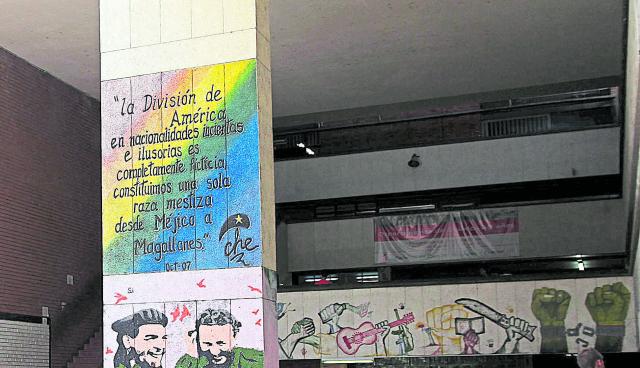 "la División de
América
en nacionalidades inciertas
e ilusorias es
completamente ficticia,
constituimos una sola
raza mestiza
desde Méjico a
Magallanes."
che
Oct-07